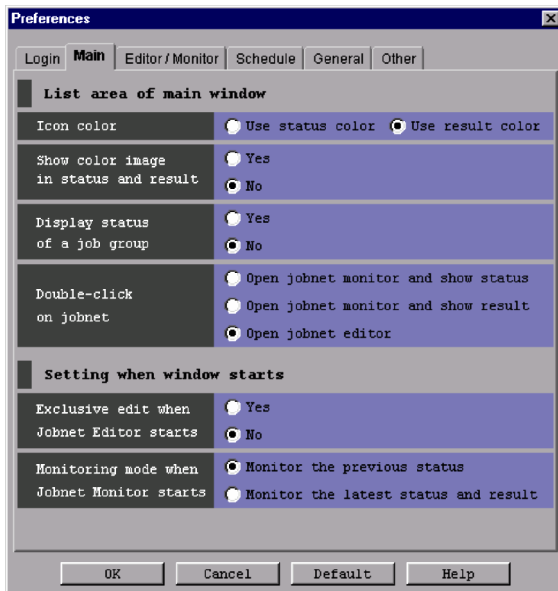 Preferences
Login Main Editor / Monitor Schedule General Other
List area of main window
Icon color
Use status color Use result color
Show color image
in status and result
Yes
No
Display status
of a job group
Yes
No
Double-click
on jobnet
Open jobnet monitor and show status
Open jobnet monitor and show result
Open jobnet editor
Setting when window starts
Exclusive edit when
Jobnet Editor starts
Yes
No
Monitoring mode when
Jobnet Monitor starts
Monitor the previous status
Monitor the latest status and result
OK Cancel Default Help